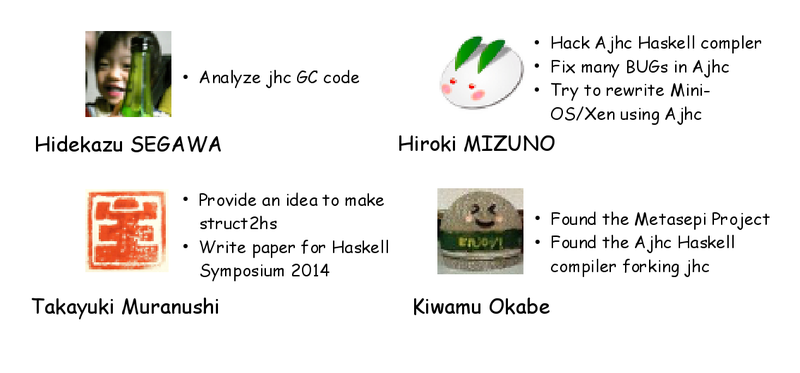 • Analyze jhc GC code
Hidekazu SEGAWA
• Hack Ajhc Haskell compler
• Fix many BUGs in Ajhc
• Try to rewrite Mini-
OS/Xen using Ajhc
Hiroki MIZUNO
• Provide an idea to make
struct2hs
• Write paper for Haskell
Symposium 2014
Takayuki Muranushi
ENJOY!
• Found the Metasepi Project
• Found the Ajhc Haskell
compiler forking jhc
Kiwamu Okabe